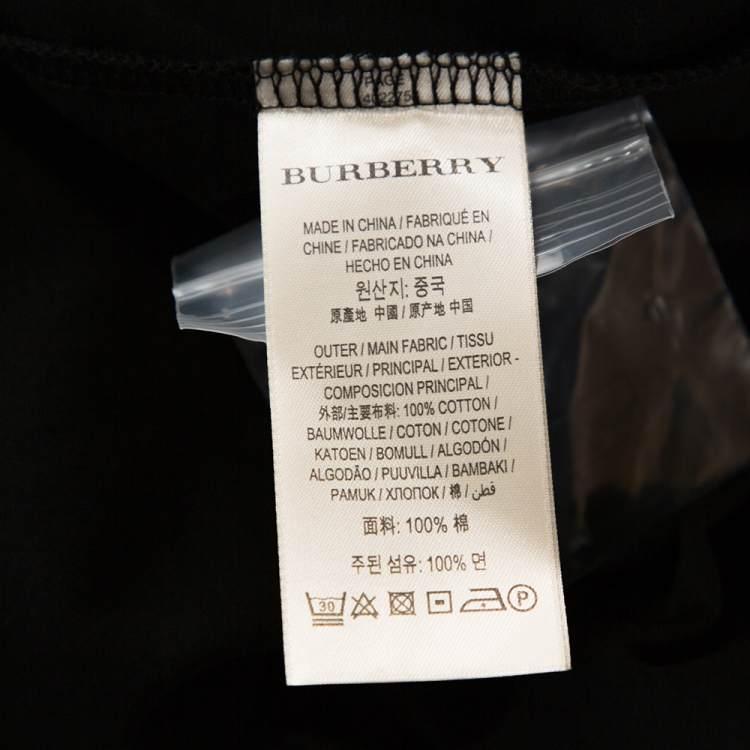 PAGE
BURBERRY
MADE IN CHINA / FABRIQUÉ EN
CHINE / FABRICADO NA CHINA /
HECHO EN CHINA
원산지: 중국
原產地 中國 / 原产地 中国
OUTER / MAIN FABRIC / TISSU
EXTÉRIEUR / PRINCIPAL / EXTERIOR -
COMPOSICION PRINCIPAL /
外部/主要布料: 100% COTTON /
BAUMWOLLE / COTON / COTONE /
KATOEN / BOMULL / ALGODÓN /
ALGODÃO / PUUVILLA / BAMBAKI /
PAMUK / ХЛОПОК / 棉 / قطن
面料: 100% 棉
주된 섬유: 100% 면
30 P